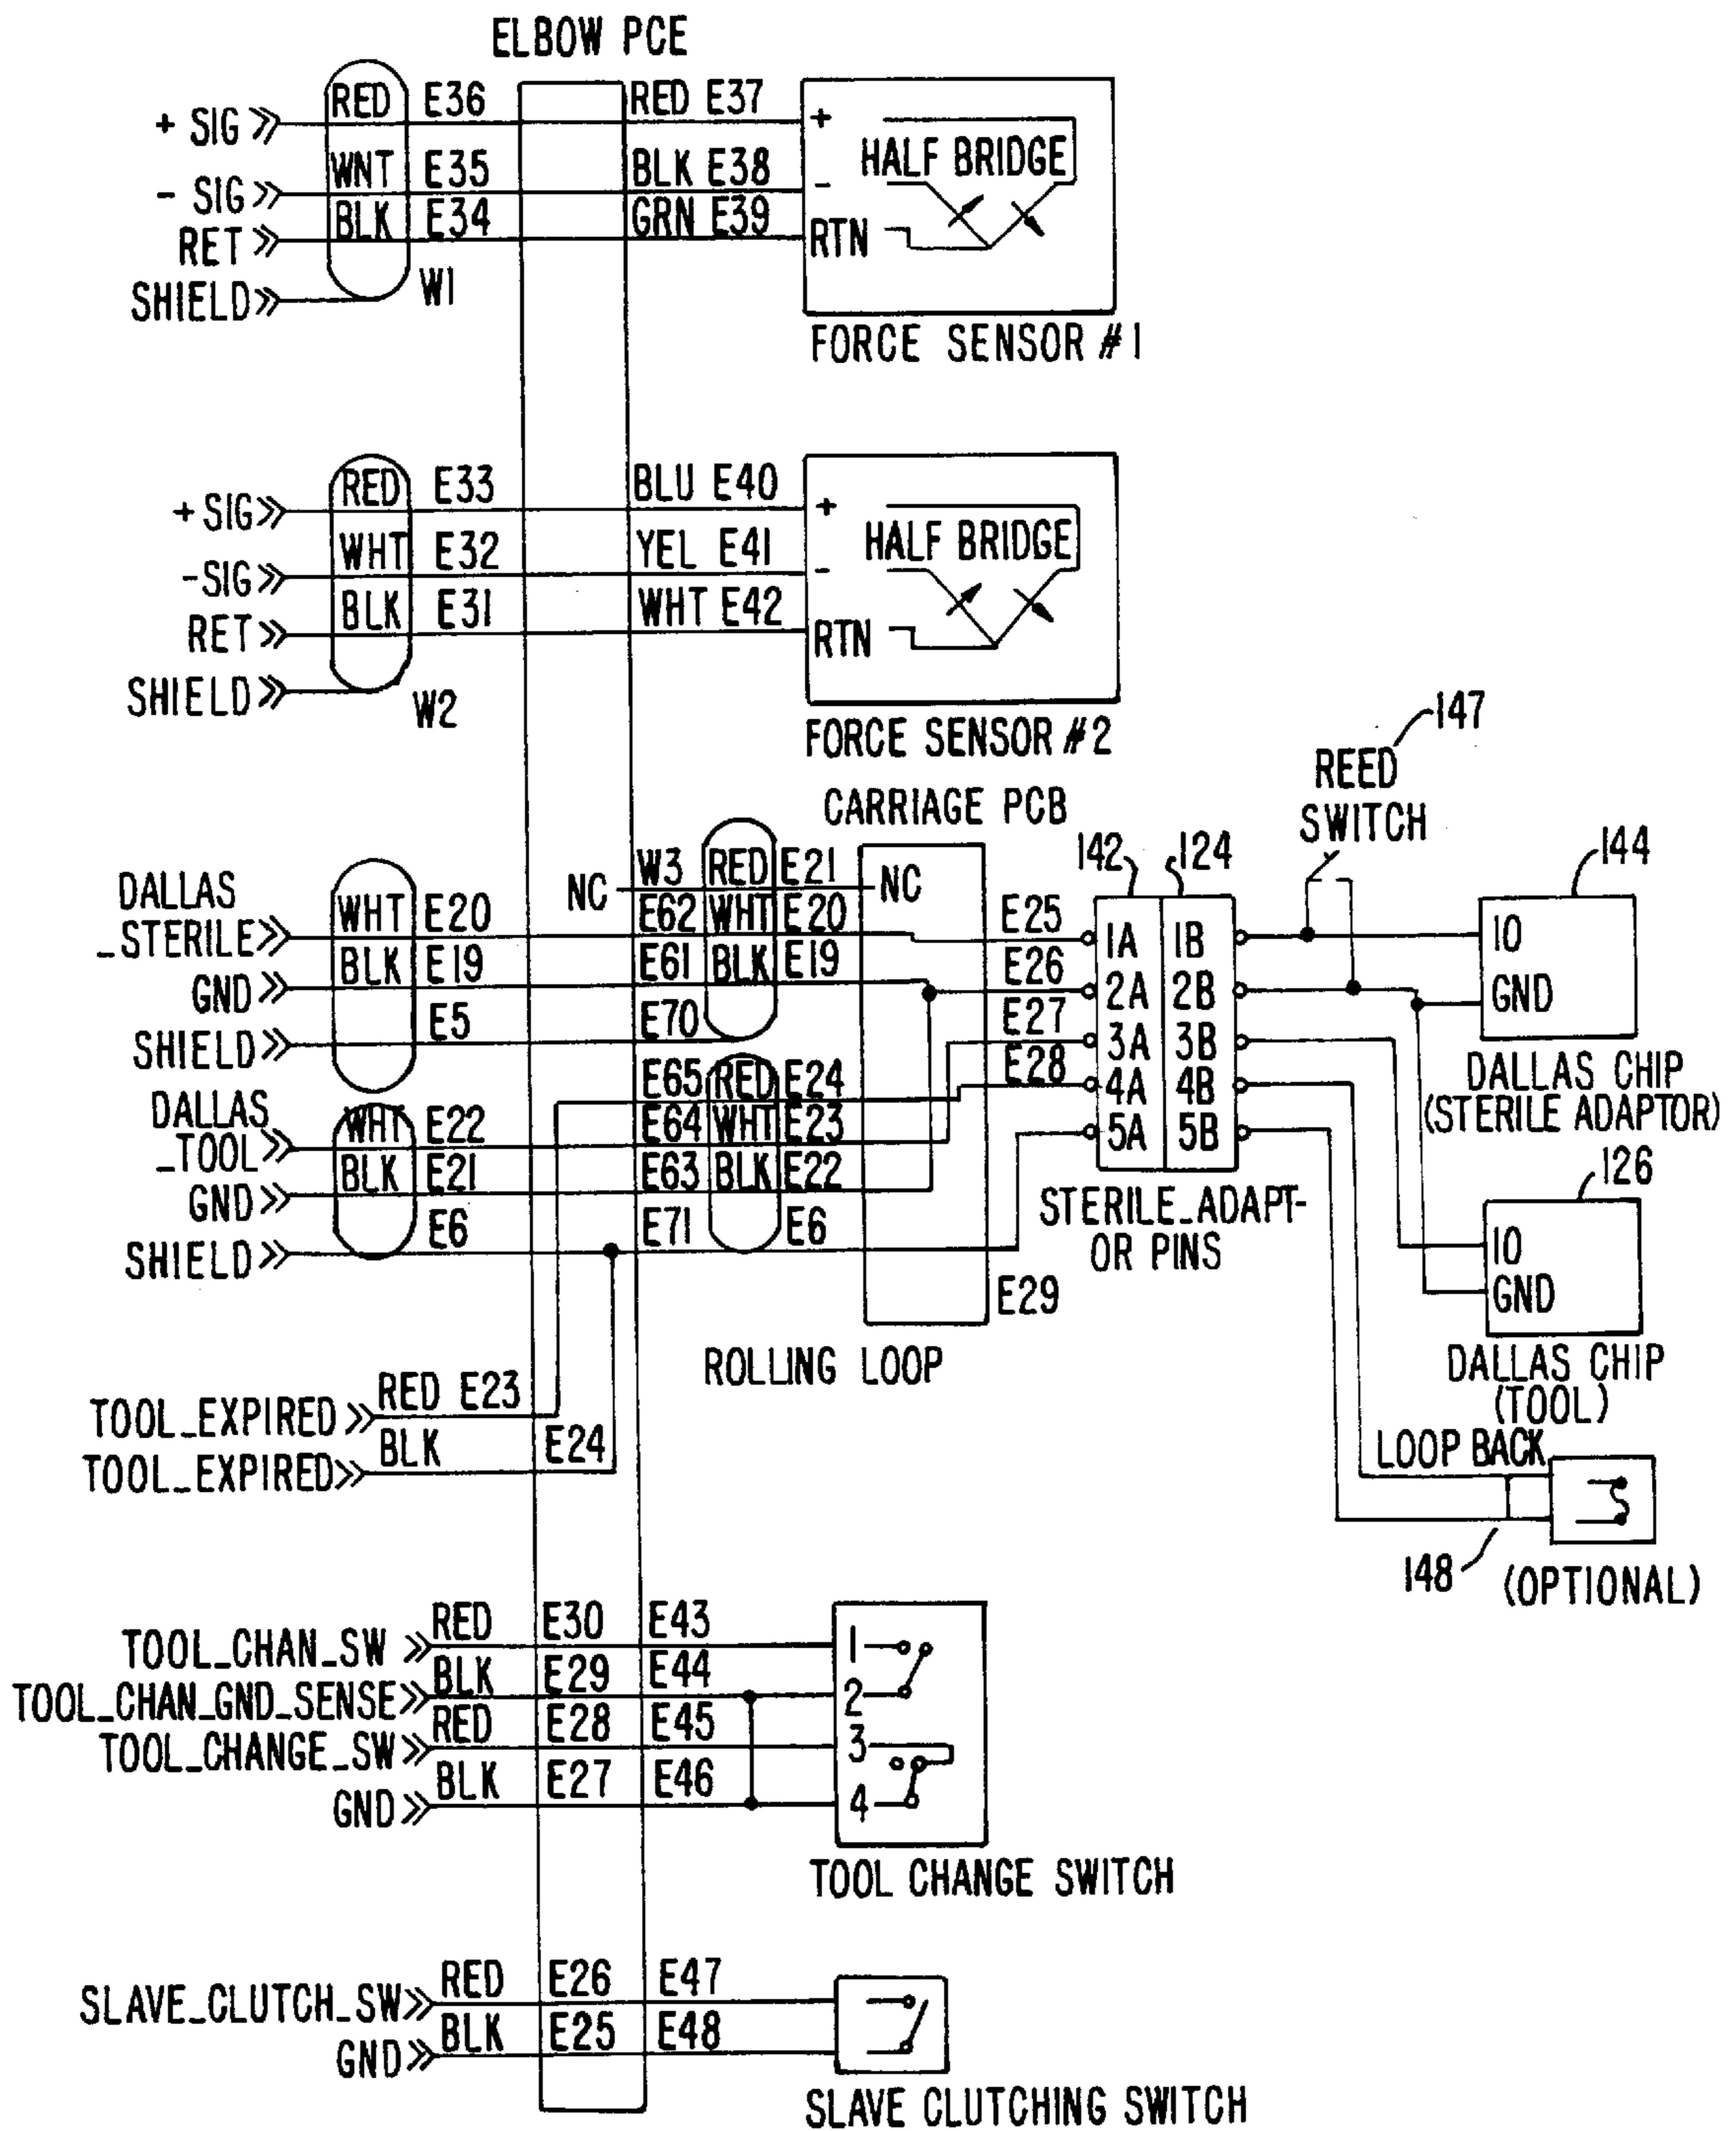 ELBOW PCE
+ SIG RED E36 RED E37 +
HALF BRIDGE
- SIG WNT E35 BLK E38 -
RET BLK E34 GRN E39 RTN
SHIELD W1
FORCE SENSOR #1
+ SIG RED E33 BLU E40 +
HALF BRIDGE
-SIG WHT E32 YEL E41 -
RET BLK E31 WHT E42 RTN
SHIELD W2
FORCE SENSOR #2
147
REED
SWITCH
CARRIAGE PCB
142 124 144
NC W3 RED E21 NC
DALLAS
_STERILE WHT E20 E62 WHT E20 E25 1A 1B IO
GND BLK E19 E61 BLK E19 E26 2A 2B GND
SHIELD E5 E70 E27 3A 3B
DALLAS CHIP
(STERILE ADAPTOR)
E65 RED E24 E28 4A 4B
DALLAS
_TOOL WHT E22 E64 WHT E23 5A 5B
GND BLK E21 E63 BLK E22
SHIELD E6 E71 E6
STERILE_ADAPT-
OR PINS
126
IO
GND
E29
DALLAS CHIP
(TOOL)
ROLLING LOOP
TOOL_EXPIRED RED E23
TOOL_EXPIRED BLK E24
LOOP BACK
148
(OPTIONAL)
TOOL_CHAN_SW RED E30 E43 1
TOOL_CHAN_GND_SENSE BLK E29 E44 2
TOOL_CHANGE_SW RED E28 E45 3
GND BLK E27 E46 4
TOOL CHANGE SWITCH
SLAVE_CLUTCH_SW RED E26 E47
GND BLK E25 E48
SLAVE CLUTCHING SWITCH